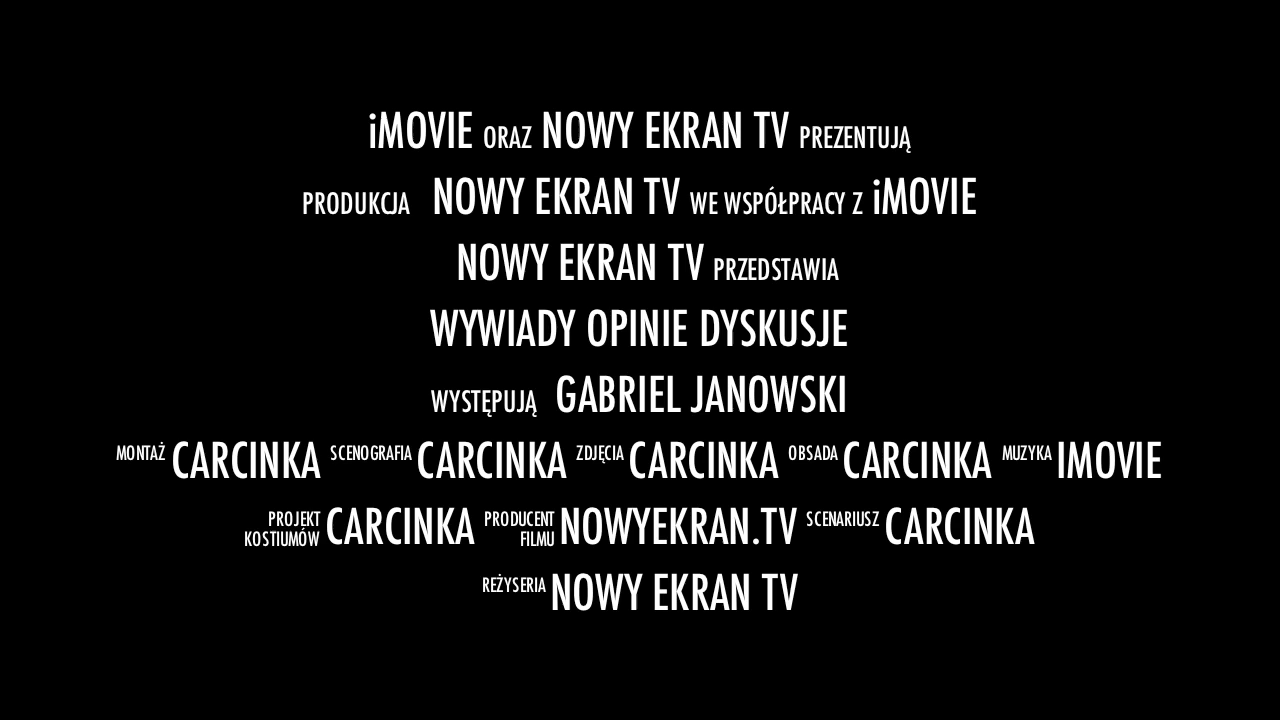 iMOVIE ORAZ NOWY EKRAN TV PREZENTUJĄ
PRODUKCJA NOWY EKRAN TV WE WSPÓŁPRACY Z iMOVIE
NOWY EKRAN TV PRZEDSTAWIA
WYWIADY OPINIE DYSKUSJE
WYSTĘPUJĄ GABRIEL JANOWSKI
MONTAŻ CARCINKA SCENOGRAFIA CARCINKA ZDJĘCIA CARCINKA OBSADA CARCINKA MUZYKA IMOVIE
PROJEKT KOSTIUMÓW CARCINKA PRODUCENT FILMU NOWYEKRAN.TV SCENARIUSZ CARCINKA
REŻYSERIA NOWY EKRAN TV